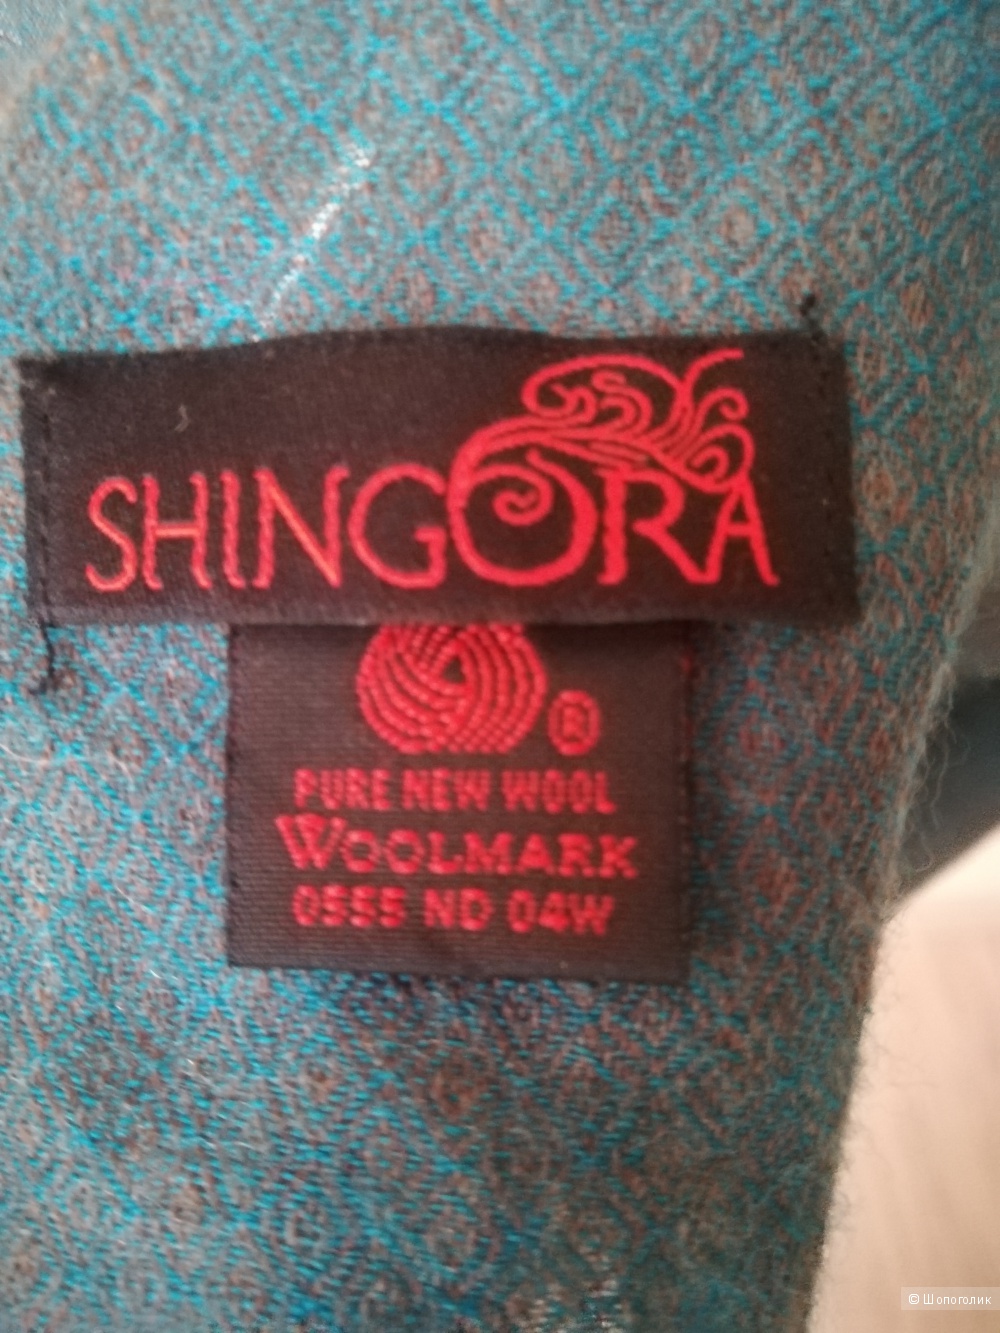 SHINGORA
®
PURE NEW WOOL
WOOLMARK
0555 ND 04W
© Шопоголик